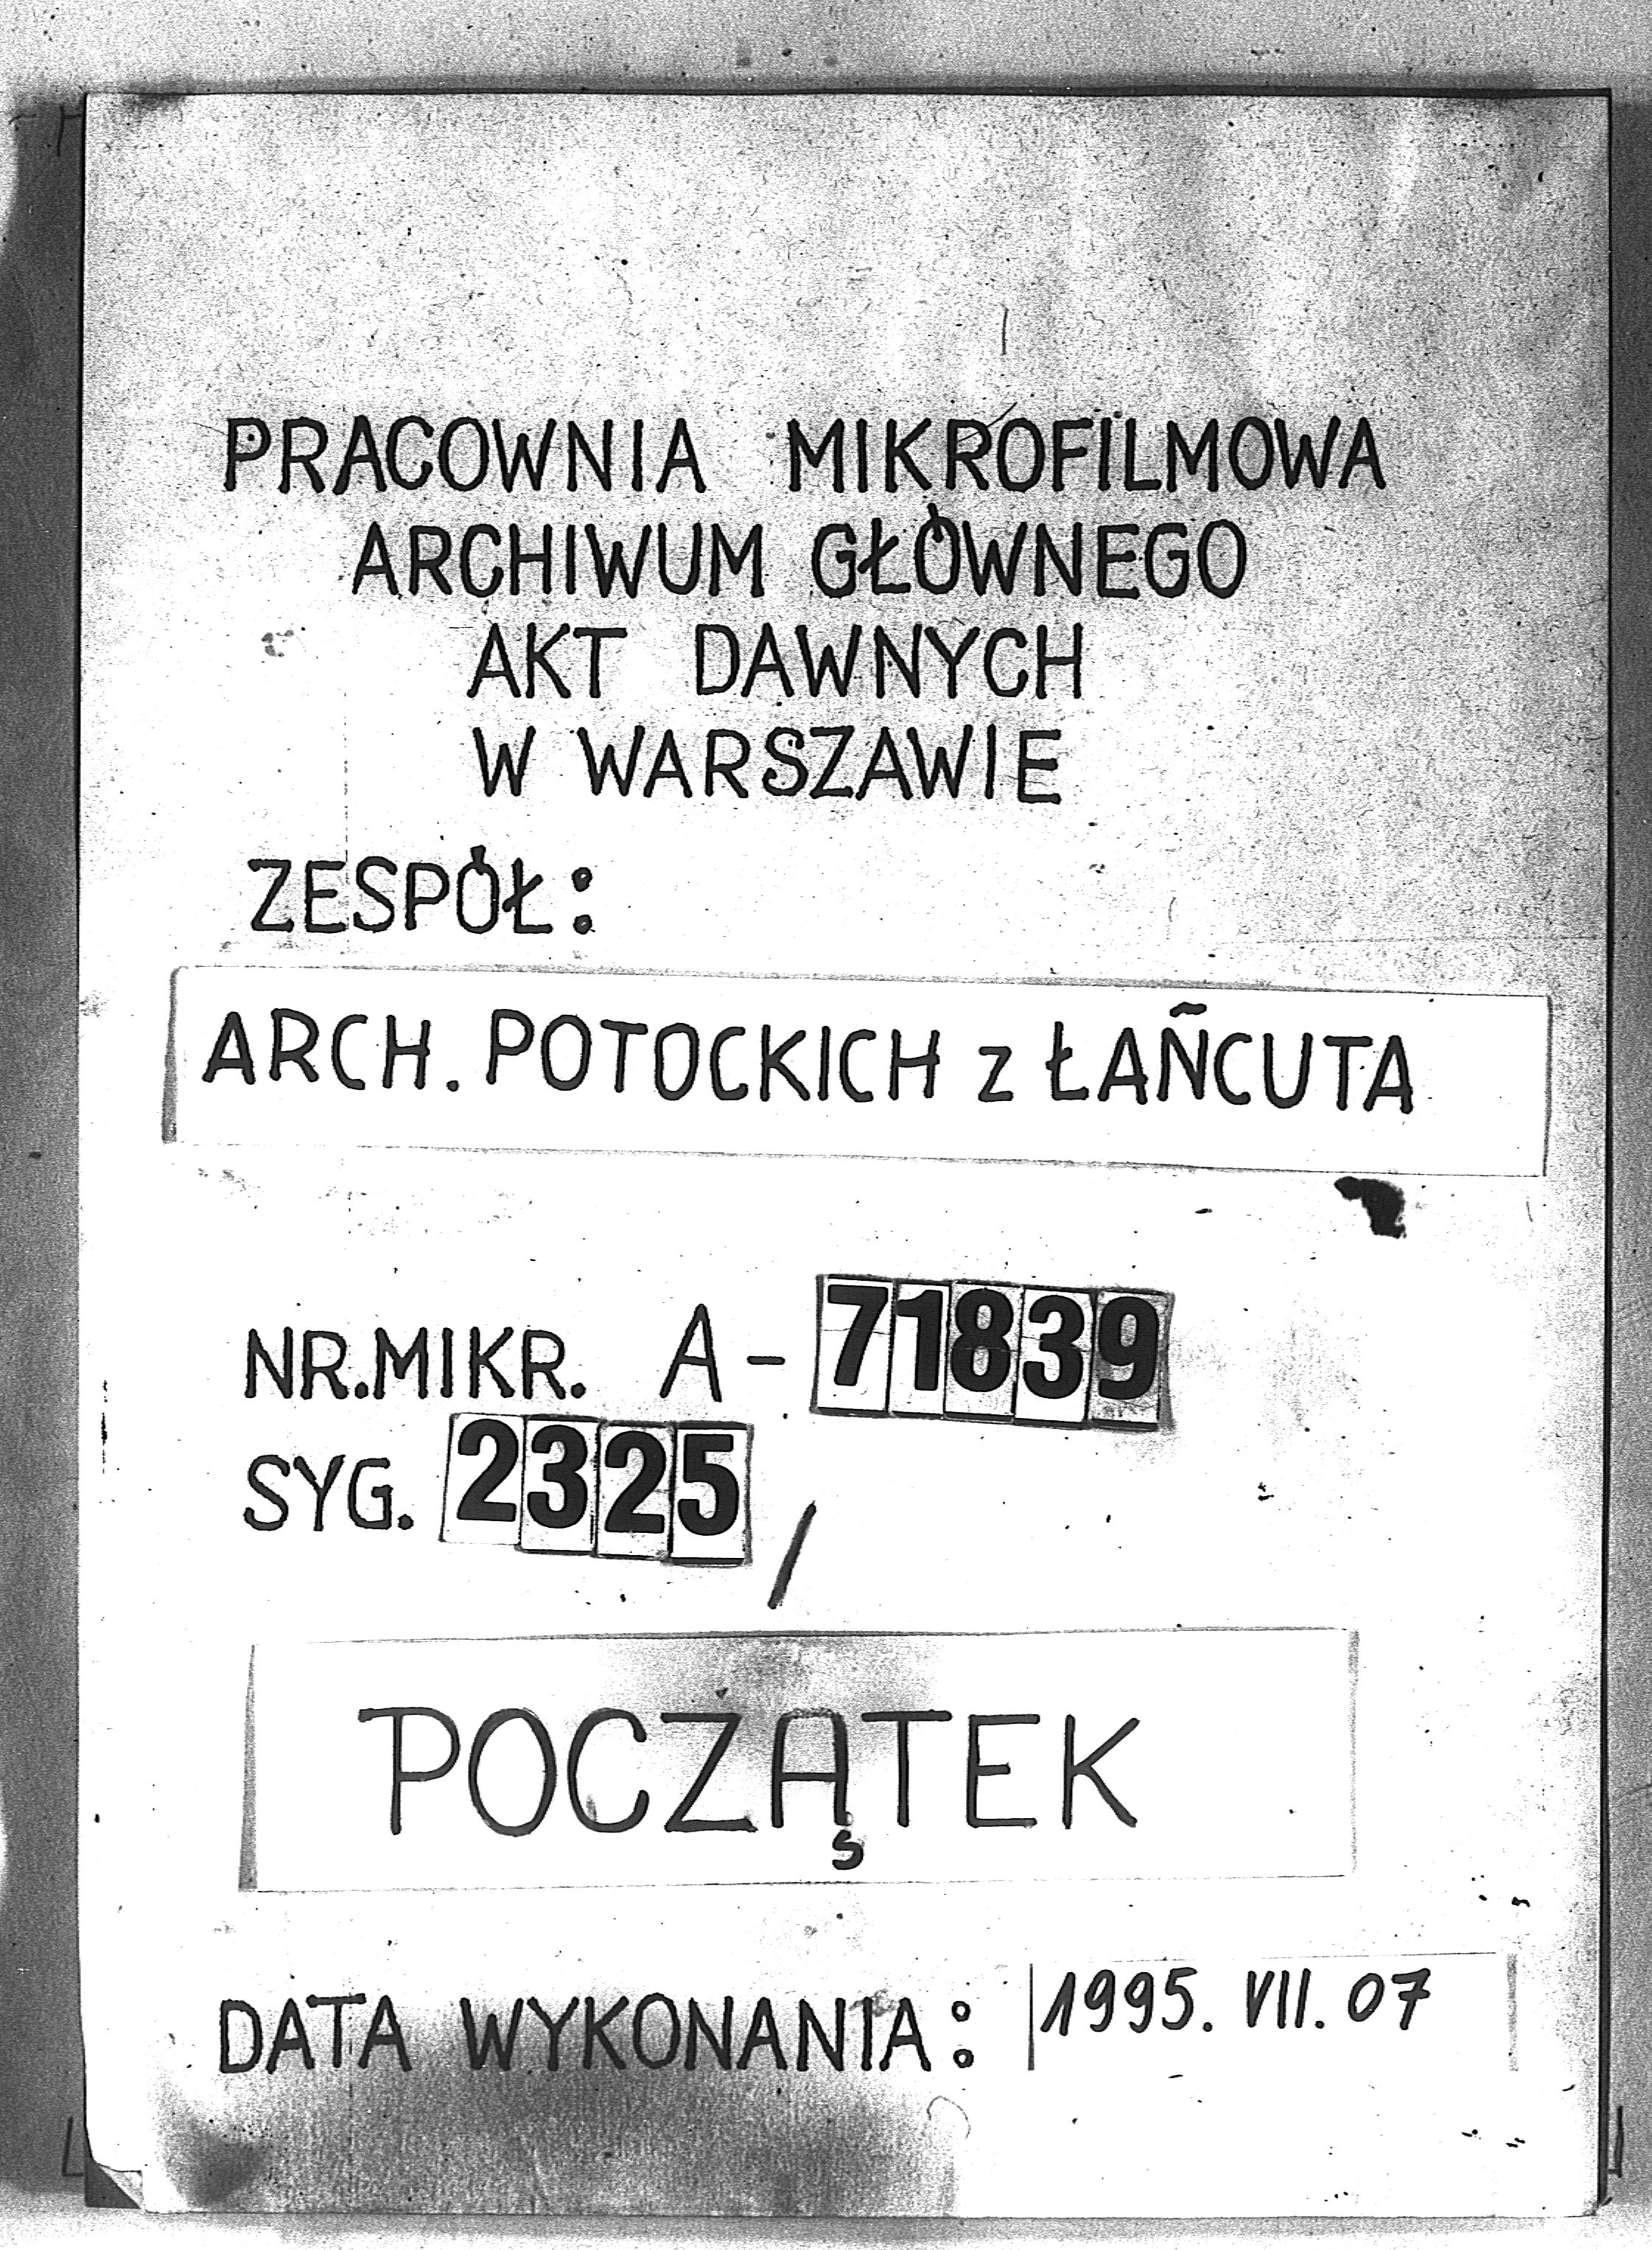 PRACOWNIA MIKROFILMOWA
ARCHIWUM GŁÓWNEGO
AKT DAWNYCH
W WARSZAWIE
ZESPÓŁ:
ARCH. POTOCKICH z ŁAŃCUTA
NR.MIKR. A-71839
SYG. 2325/
POCZĄTEK
DATA WYKONANIA: 1995. VII. 07